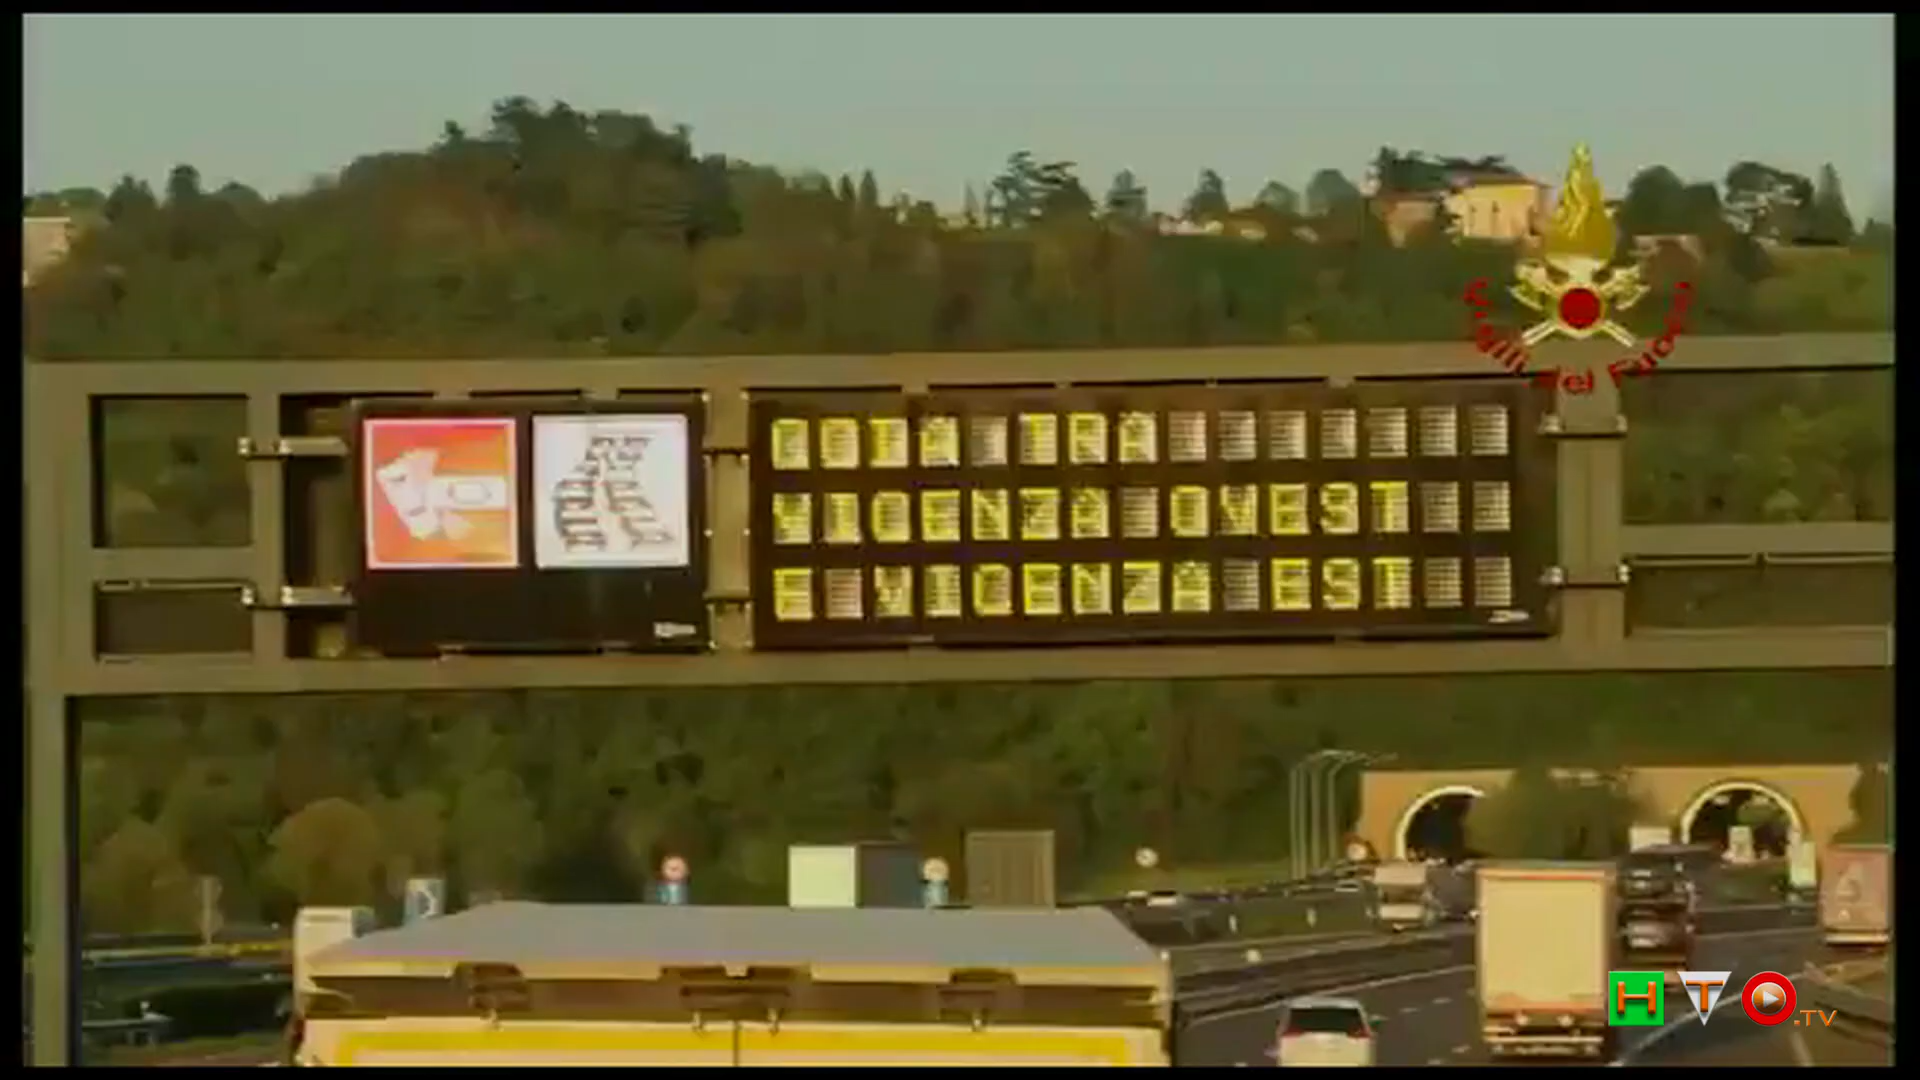 CODA TRA
VICENZA OVEST
E VICENZA EST
Vigili del Fuoco
HTO.TV